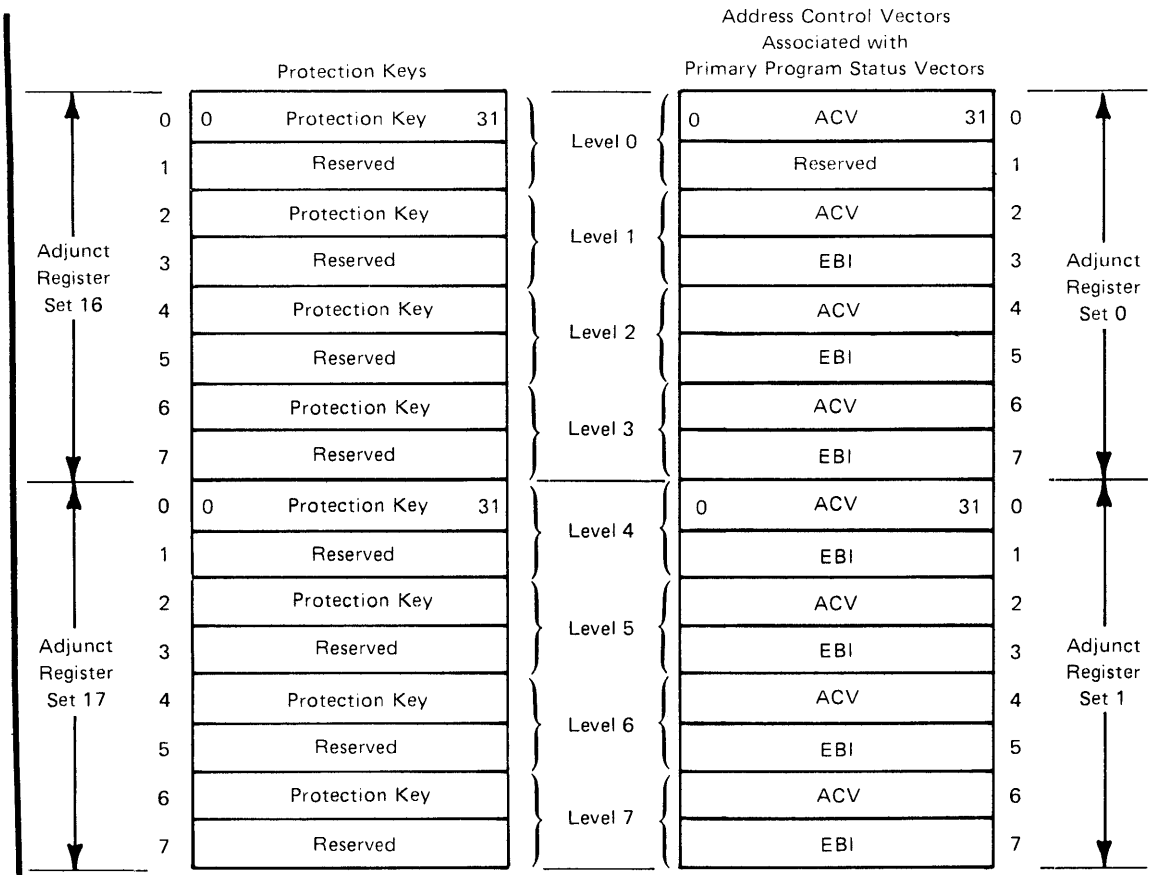 Address Control Vectors
Associated with
Protection Keys Primary Program Status Vectors
0 0 Protection Key 31 Level 0 0 ACV 31 0
1 Reserved Reserved 1
2 Protection Key Level 1 ACV 2
3 Reserved EBI 3
Adjunct Register Set 16
Adjunct Register Set 0
4 Protection Key Level 2 ACV 4
5 Reserved EBI 5
6 Protection Key Level 3 ACV 6
7 Reserved EBI 7
0 0 Protection Key 31 Level 4 0 ACV 31 0
1 Reserved EBI 1
2 Protection Key Level 5 ACV 2
3 Reserved EBI 3
Adjunct Register Set 17
Adjunct Register Set 1
4 Protection Key Level 6 ACV 4
5 Reserved EBI 5
6 Protection Key Level 7 ACV 6
7 Reserved EBI 7